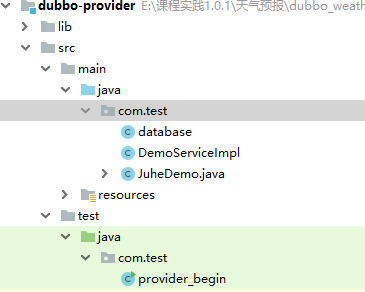 dubbo-provider E:\课程实践1.0.1\天气预报\dubbo_weath
lib
src
main
java
com.test
database
DemoServiceImpl
JuheDemo.java
resources
test
java
com.test
provider_begin